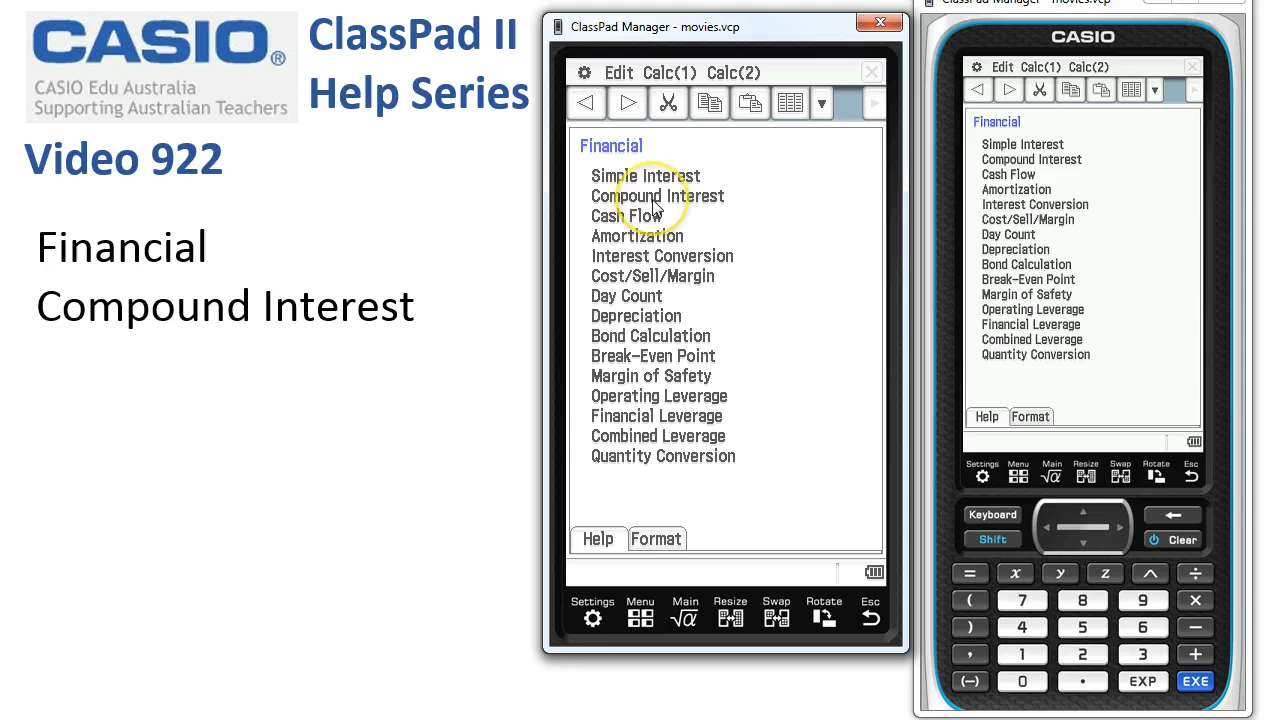 CASIO®
CASIO Edu Australia
Supporting Australian Teachers
ClassPad II
Help Series
Video 922
Financial
Compound Interest
ClassPad Manager - movies.vcp
Edit Calc(1) Calc(2)
Financial
Simple Interest
Compound Interest
Cash Flow
Amortization
Interest Conversion
Cost/Sell/Margin
Day Count
Depreciation
Bond Calculation
Break-Even Point
Margin of Safety
Operating Leverage
Financial Leverage
Combined Leverage
Quantity Conversion
Help Format
Settings Menu Main Resize Swap Rotate Esc
√α
ClassPad Manager - movies.vcp
CASIO
Edit Calc(1) Calc(2)
Financial
Simple Interest
Compound Interest
Cash Flow
Amortization
Interest Conversion
Cost/Sell/Margin
Day Count
Depreciation
Bond Calculation
Break-Even Point
Margin of Safety
Operating Leverage
Financial Leverage
Combined Leverage
Quantity Conversion
Help Format
Settings Menu Main Resize Swap Rotate Esc
√α
Keyboard
Shift Clear
= x y z ^ ÷
( 7 8 9 ×
) 4 5 6 −
, 1 2 3 +
(−) 0 • EXP EXE